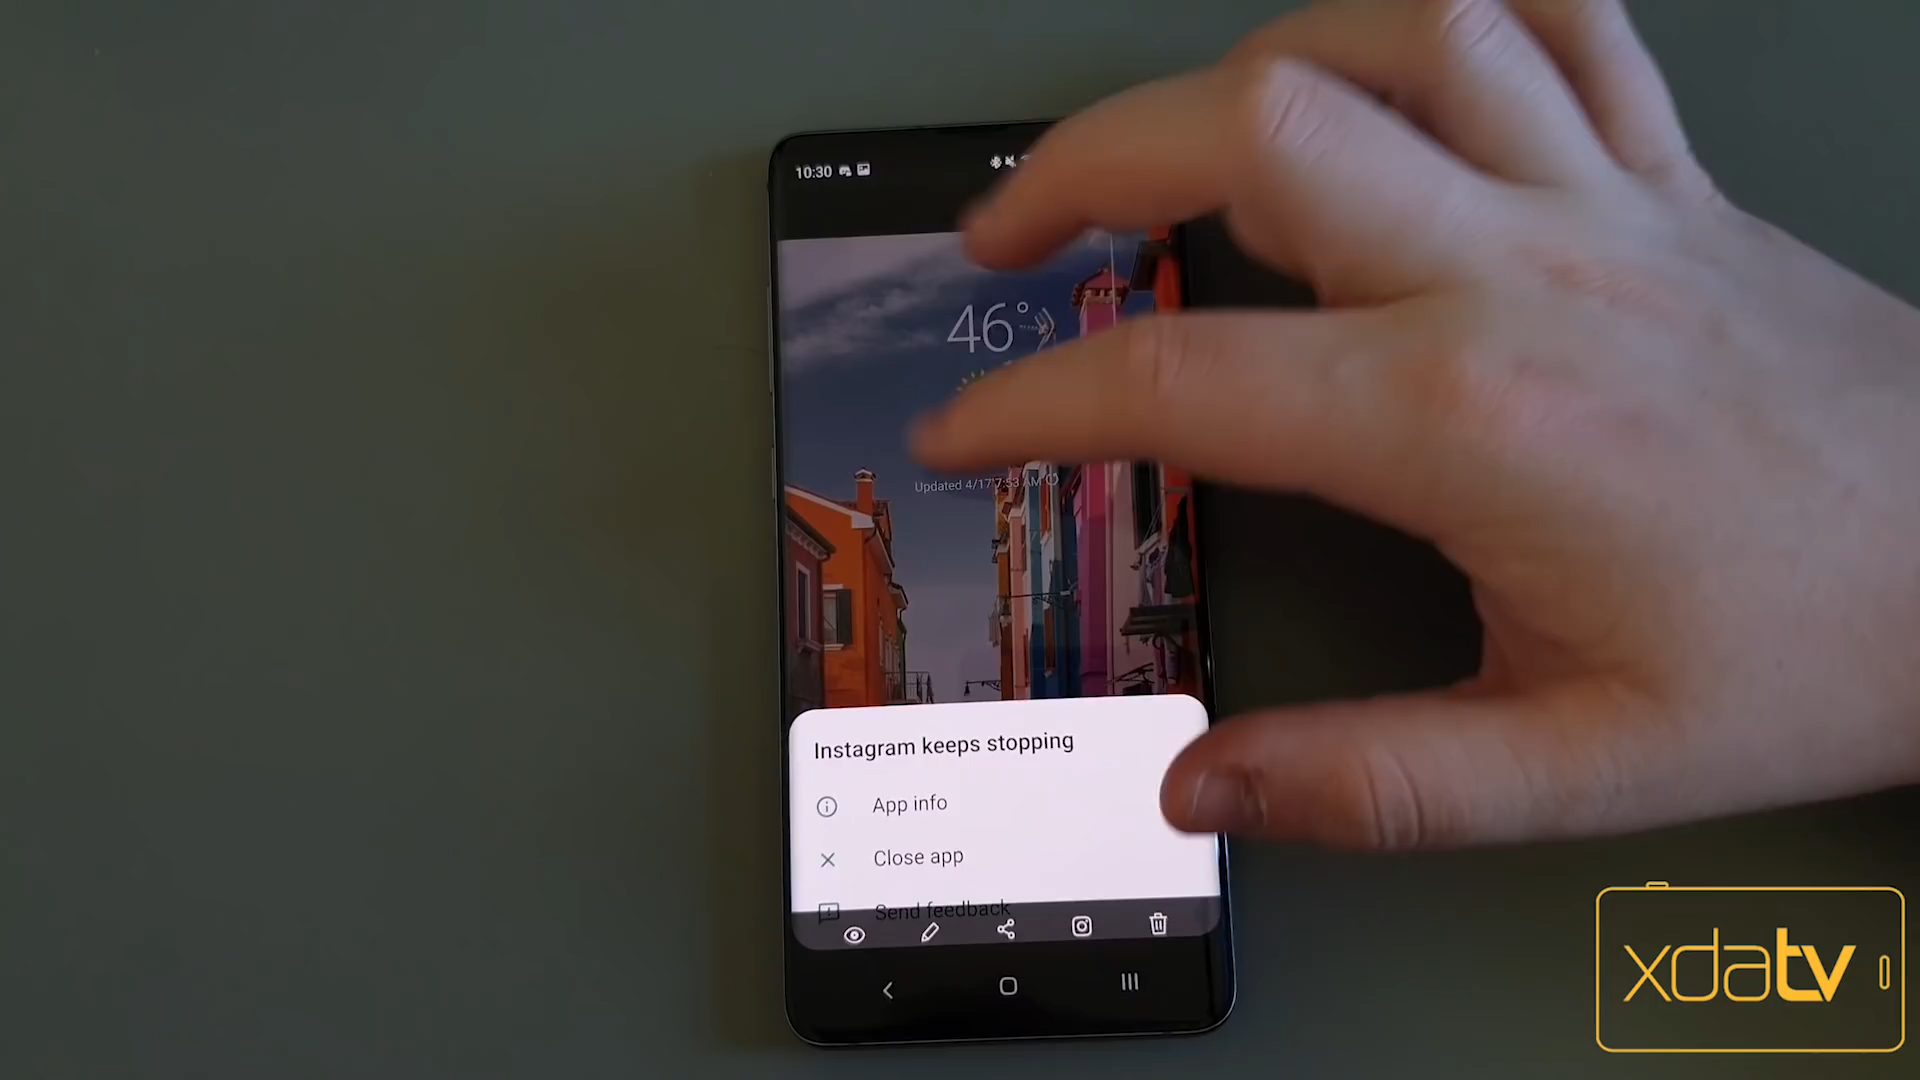 10:30
46°
Updated 4/17 7:53 AM
Instagram keeps stopping
App info
Close app
Send feedback
xdatv